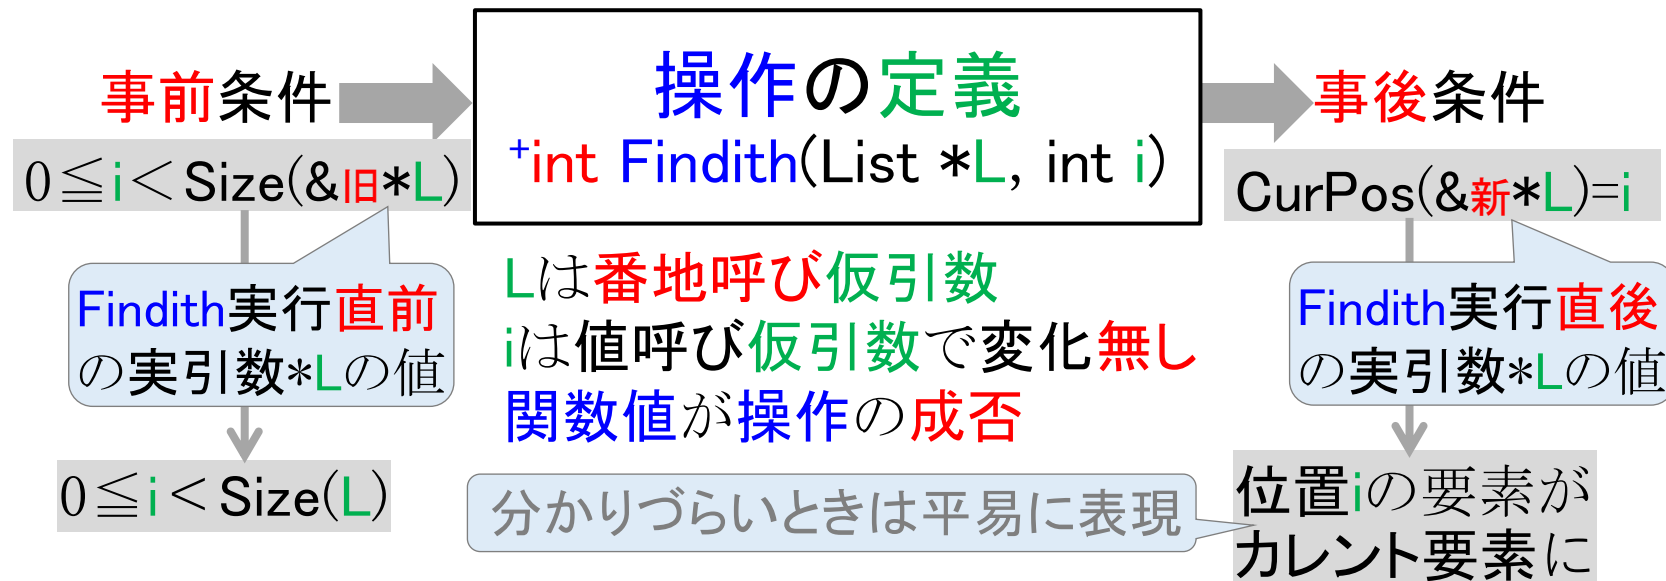 事前条件
0≦i＜Size(&旧*L)
Findith実行直前
の実引数*Lの値
0≦i＜Size(L)
操作の定義
+int Findith(List *L, int i)
Lは番地呼び仮引数
iは値呼び仮引数で変化無し
関数値が操作の成否
分かりづらいときは平易に表現
事後条件
CurPos(&新*L)=i
Findith実行直後
の実引数*Lの値
位置iの要素が
カレント要素に